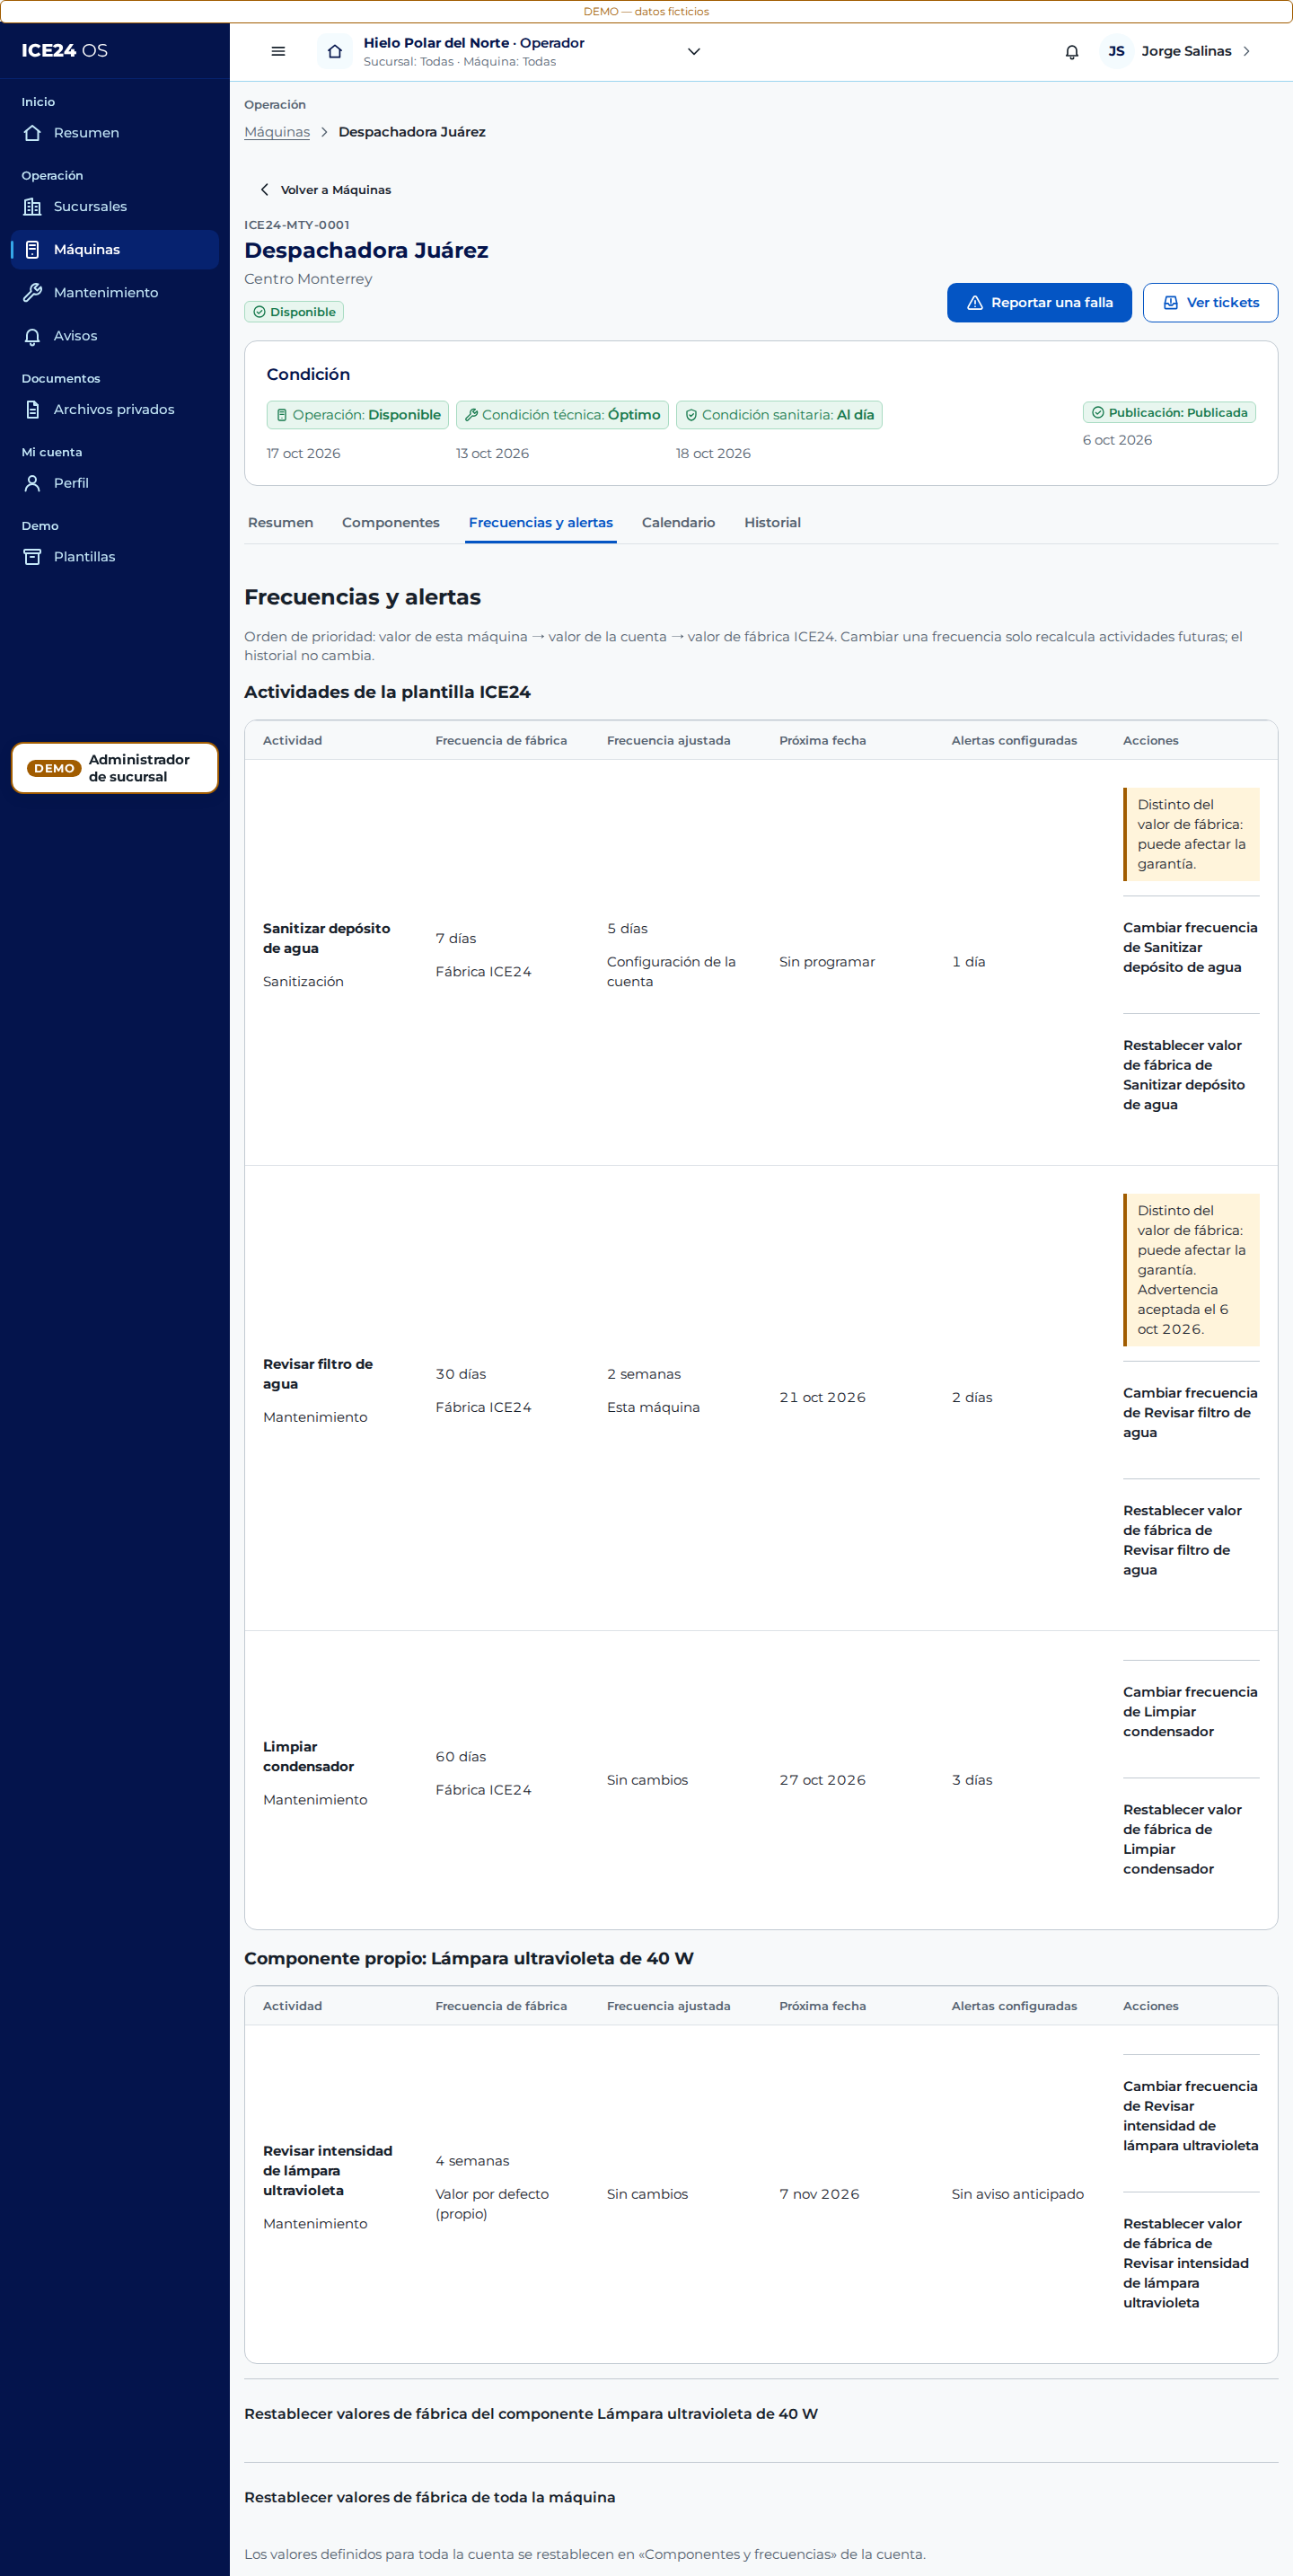 DEMO — datos ficticios
ICE24 OS
Inicio
Resumen
Operación
Sucursales
Máquinas
Mantenimiento
Avisos
Documentos
Archivos privados
Mi cuenta
Perfil
Demo
Plantillas
DEMO
Administrador
de sucursal
Hielo Polar del Norte · Operador
Sucursal: Todas · Máquina: Todas
JS
Jorge Salinas
Operación
Máquinas
Despachadora Juárez
Volver a Máquinas
ICE24-MTY-0001
Despachadora Juárez
Centro Monterrey
Disponible
Reportar una falla
Ver tickets
Condición
Operación: Disponible
Condición técnica: Óptimo
Condición sanitaria: Al día
Publicación: Publicada
17 oct 2026
13 oct 2026
18 oct 2026
6 oct 2026
Resumen
Componentes
Frecuencias y alertas
Calendario
Historial
Frecuencias y alertas
Orden de prioridad: valor de esta máquina → valor de la cuenta → valor de fábrica ICE24. Cambiar una frecuencia solo recalcula actividades futuras; el
historial no cambia.
Actividades de la plantilla ICE24
Actividad
Frecuencia de fábrica
Frecuencia ajustada
Próxima fecha
Alertas configuradas
Acciones
Sanitizar depósito
de agua
Sanitización
7 días
Fábrica ICE24
5 días
Configuración de la
cuenta
Sin programar
1 día
Distinto del
valor de fábrica:
puede afectar la
garantía.
Cambiar frecuencia
de Sanitizar
depósito de agua
Restablecer valor
de fábrica de
Sanitizar depósito
de agua
Revisar filtro de
agua
Mantenimiento
30 días
Fábrica ICE24
2 semanas
Esta máquina
21 oct 2026
2 días
Distinto del
valor de fábrica:
puede afectar la
garantía.
Advertencia
aceptada el 6
oct 2026.
Cambiar frecuencia
de Revisar filtro de
agua
Restablecer valor
de fábrica de
Revisar filtro de
agua
Limpiar
condensador
Mantenimiento
60 días
Fábrica ICE24
Sin cambios
27 oct 2026
3 días
Cambiar frecuencia
de Limpiar
condensador
Restablecer valor
de fábrica de
Limpiar
condensador
Componente propio: Lámpara ultravioleta de 40 W
Actividad
Frecuencia de fábrica
Frecuencia ajustada
Próxima fecha
Alertas configuradas
Acciones
Revisar intensidad
de lámpara
ultravioleta
Mantenimiento
4 semanas
Valor por defecto
(propio)
Sin cambios
7 nov 2026
Sin aviso anticipado
Cambiar frecuencia
de Revisar
intensidad de
lámpara ultravioleta
Restablecer valor
de fábrica de
Revisar intensidad
de lámpara
ultravioleta
Restablecer valores de fábrica del componente Lámpara ultravioleta de 40 W
Restablecer valores de fábrica de toda la máquina
Los valores definidos para toda la cuenta se restablecen en «Componentes y frecuencias» de la cuenta.